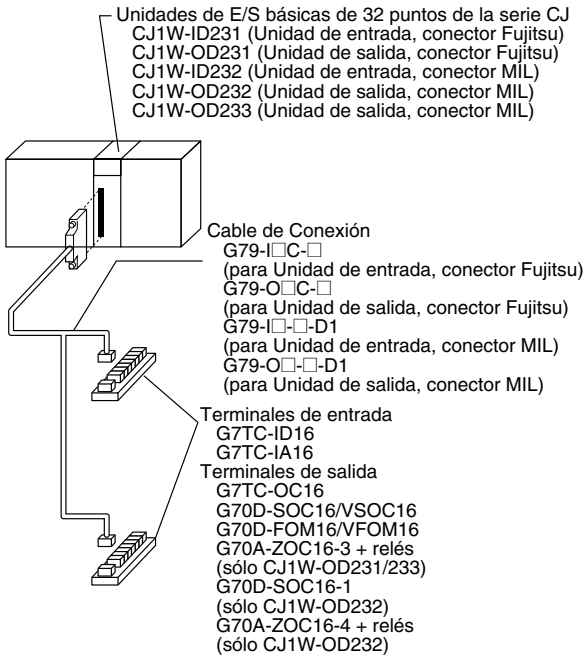 Unidades de E/S básicas de 32 puntos de la serie CJ
CJ1W-ID231 (Unidad de entrada, conector Fujitsu)
CJ1W-OD231 (Unidad de salida, conector Fujitsu)
CJ1W-ID232 (Unidad de entrada, conector MIL)
CJ1W-OD232 (Unidad de salida, conector MIL)
CJ1W-OD233 (Unidad de salida, conector MIL)
Cable de Conexión
G79-I□C-□
(para Unidad de entrada, conector Fujitsu)
G79-O□C-□
(para Unidad de salida, conector Fujitsu)
G79-I□-□-D1
(para Unidad de entrada, conector MIL)
G79-O□-□-D1
(para Unidad de salida, conector MIL)
Terminales de entrada
G7TC-ID16
G7TC-IA16
Terminales de salida
G7TC-OC16
G70D-SOC16/VSOC16
G70D-FOM16/VFOM16
G70A-ZOC16-3 + relés
(sólo CJ1W-OD231/233)
G70D-SOC16-1
(sólo CJ1W-OD232)
G70A-ZOC16-4 + relés
(sólo CJ1W-OD232)